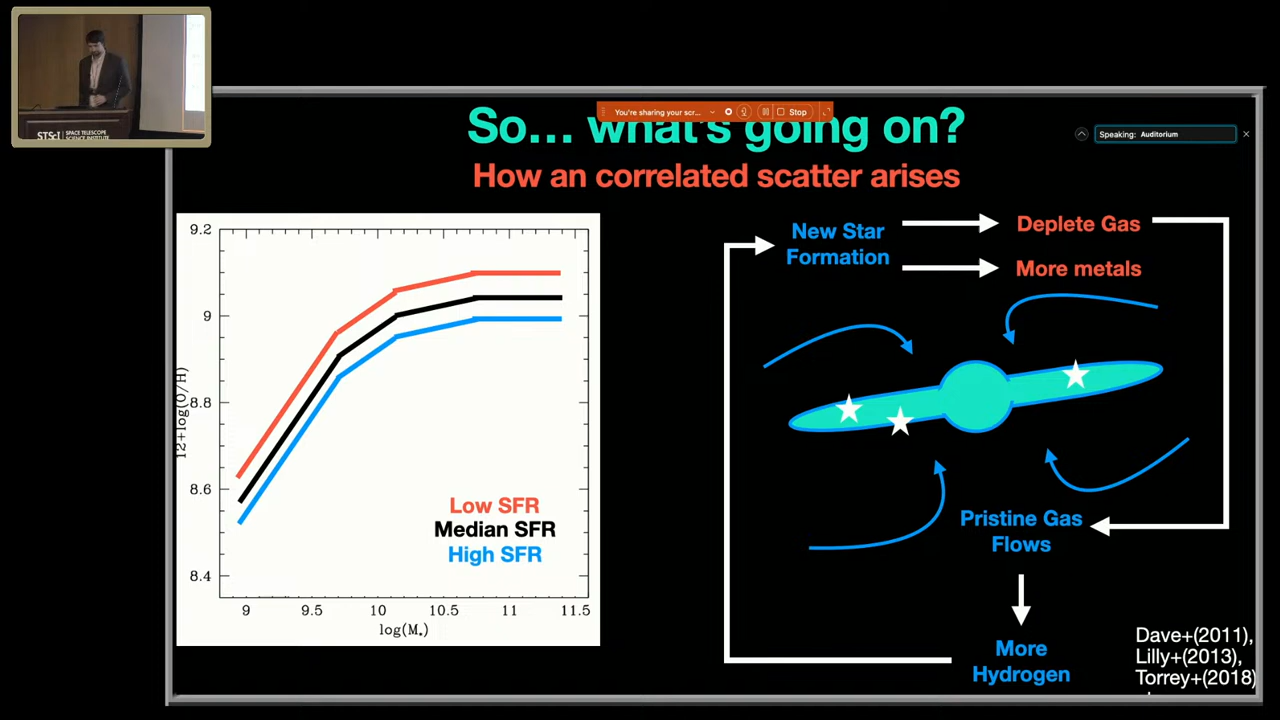 STScI
SPACE TELESCOPE
SCIENCE INSTITUTE
You're sharing your scr...
Stop
Speaking: Auditorium
So... what's going on?
How an correlated scatter arises
9.2
9
8.8
8.6
8.4
12+log(O/H)
Low SFR
Median SFR
High SFR
9
9.5
10
10.5
11
11.5
log(M*)
New Star
Formation
Deplete Gas
More metals
Pristine Gas
Flows
More
Hydrogen
Dave+(2011),
Lilly+(2013),
Torrey+(2018)